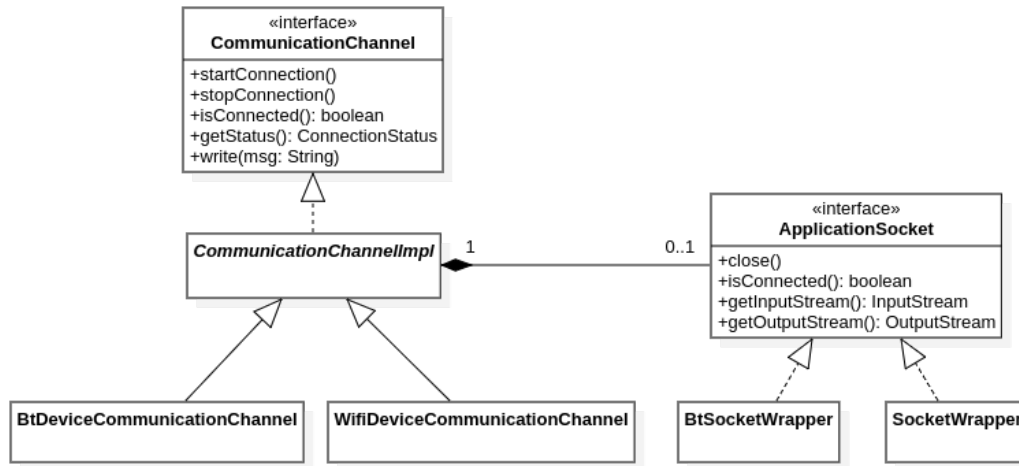 «interface»
CommunicationChannel
+startConnection()
+stopConnection()
+isConnected(): boolean
+getStatus(): ConnectionStatus
+write(msg: String)
CommunicationChannelImpl
1
0..1
«interface»
ApplicationSocket
+close()
+isConnected(): boolean
+getInputStream(): InputStream
+getOutputStream(): OutputStream
BtDeviceCommunicationChannel
WifiDeviceCommunicationChannel
BtSocketWrapper
SocketWrapper